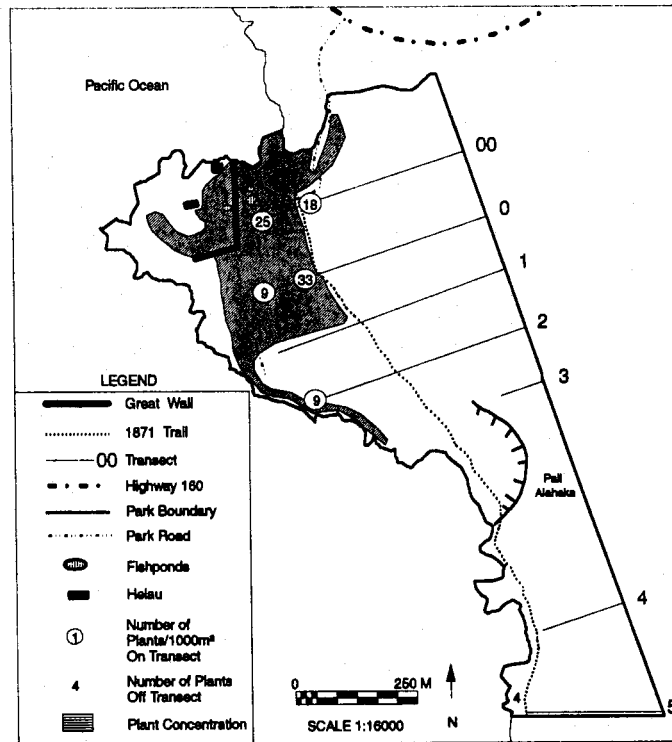 Pacific Ocean
00
18
0
25
1
33
9
2
3
9
LEGEND
Great Wall
1871 Trail
00 Transect
Highway 160
Park Boundary
Park Road
Fishponds
Heiau
1
Number of
Plants/1000m²
On Transect
4
Number of Plants
Off Transect
Plant Concentration
Pali
Alahaka
4
4
5
0
250 M
SCALE 1:16000
N